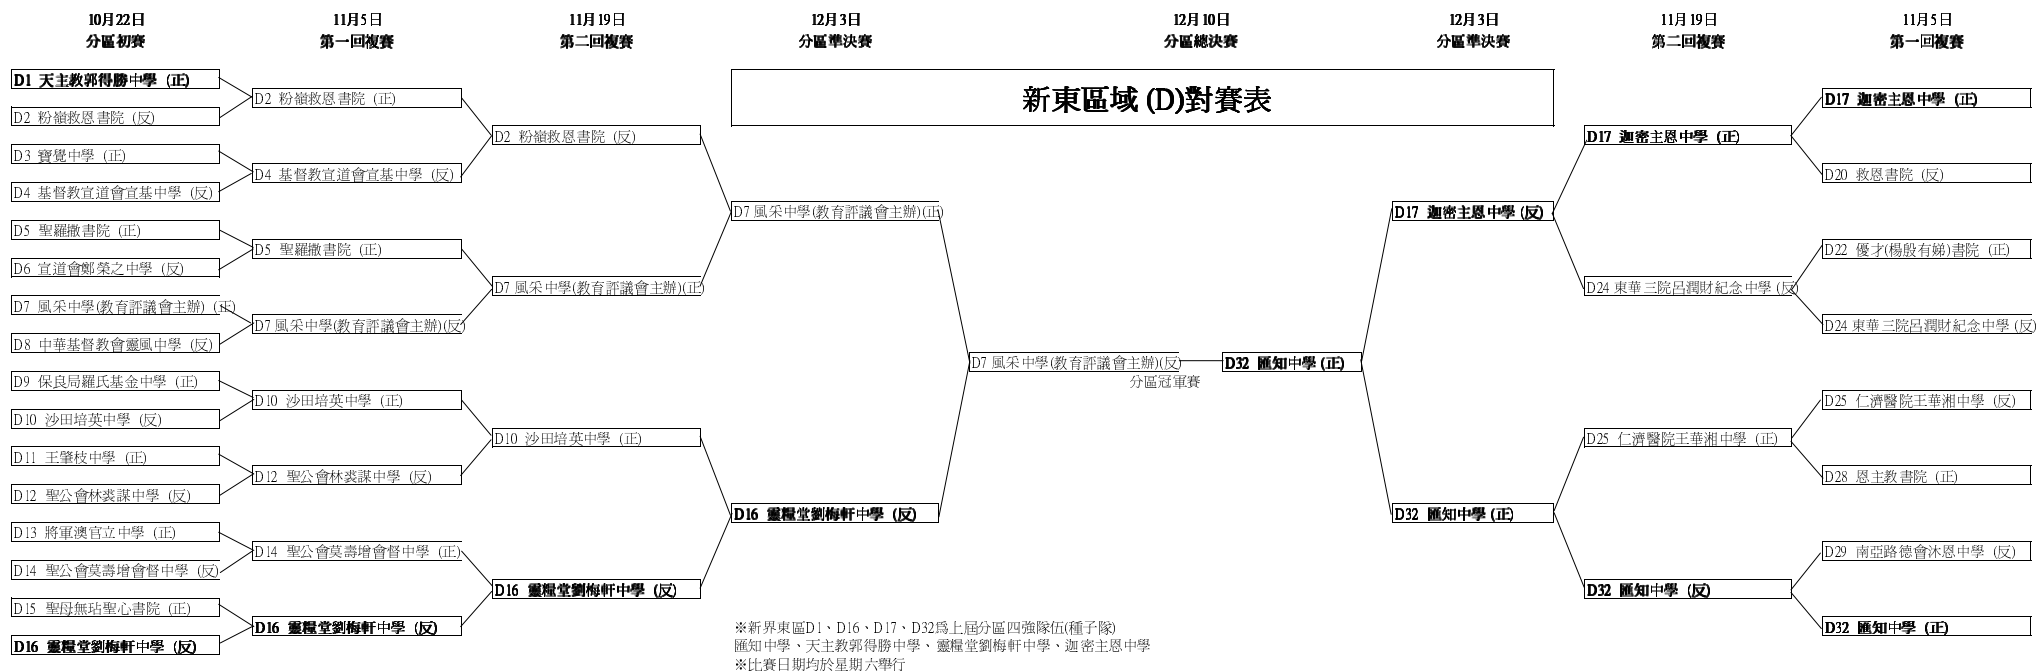 10月22日
分區初賽
11月5日
第一回複賽
11月19日
第二回複賽
12月3日
分區準決賽
12月10日
分區總決賽
12月3日
分區準決賽
11月19日
第二回複賽
11月5日
第一回複賽
新東區域 (D)對賽表
D1 天主教郭得勝中學 (正)
D2 粉嶺救恩書院 (反)
D3 寶覺中學 (正)
D4 基督教宣道會宣基中學 (反)
D5 聖羅撒書院 (正)
D6 宣道會鄭榮之中學 (反)
D7 風采中學(教育評議會主辦) (正)
D8 中華基督教會靈風中學 (反)
D9 保良局羅氏基金中學 (正)
D10 沙田培英中學 (反)
D11 王肇枝中學 (正)
D12 聖公會林裘謀中學 (反)
D13 將軍澳官立中學 (正)
D14 聖公會莫壽增會督中學 (反)
D15 聖母無玷聖心書院 (正)
D16 靈糧堂劉梅軒中學 (反)
D2 粉嶺救恩書院 (正)
D4 基督教宣道會宣基中學 (反)
D5 聖羅撒書院 (正)
D7 風采中學(教育評議會主辦)(反)
D10 沙田培英中學 (正)
D12 聖公會林裘謀中學 (反)
D14 聖公會莫壽增會督中學 (正)
D16 靈糧堂劉梅軒中學 (反)
D2 粉嶺救恩書院 (反)
D7 風采中學(教育評議會主辦)(正)
D10 沙田培英中學 (正)
D16 靈糧堂劉梅軒中學 (反)
D7 風采中學(教育評議會主辦)(正)
D16 靈糧堂劉梅軒中學 (反)
D7 風采中學(教育評議會主辦)(反)
分區冠軍賽
D32 匯知中學 (正)
D17 迦密主恩中學 (反)
D32 匯知中學 (正)
D17 迦密主恩中學 (正)
D24 東華三院呂潤財紀念中學 (反)
D25 仁濟醫院王華湘中學 (正)
D32 匯知中學 (反)
D17 迦密主恩中學 (正)
D20 救恩書院 (反)
D22 優才(楊殷有娣)書院 (正)
D24 東華三院呂潤財紀念中學 (反)
D25 仁濟醫院王華湘中學 (反)
D28 恩主教書院 (正)
D29 南亞路德會沐恩中學 (反)
D32 匯知中學 (正)
※新界東區D1、D16、D17、D32為上屆分區四強隊伍(種子隊)
匯知中學、天主教郭得勝中學、靈糧堂劉梅軒中學、迦密主恩中學
※比賽日期均於星期六舉行